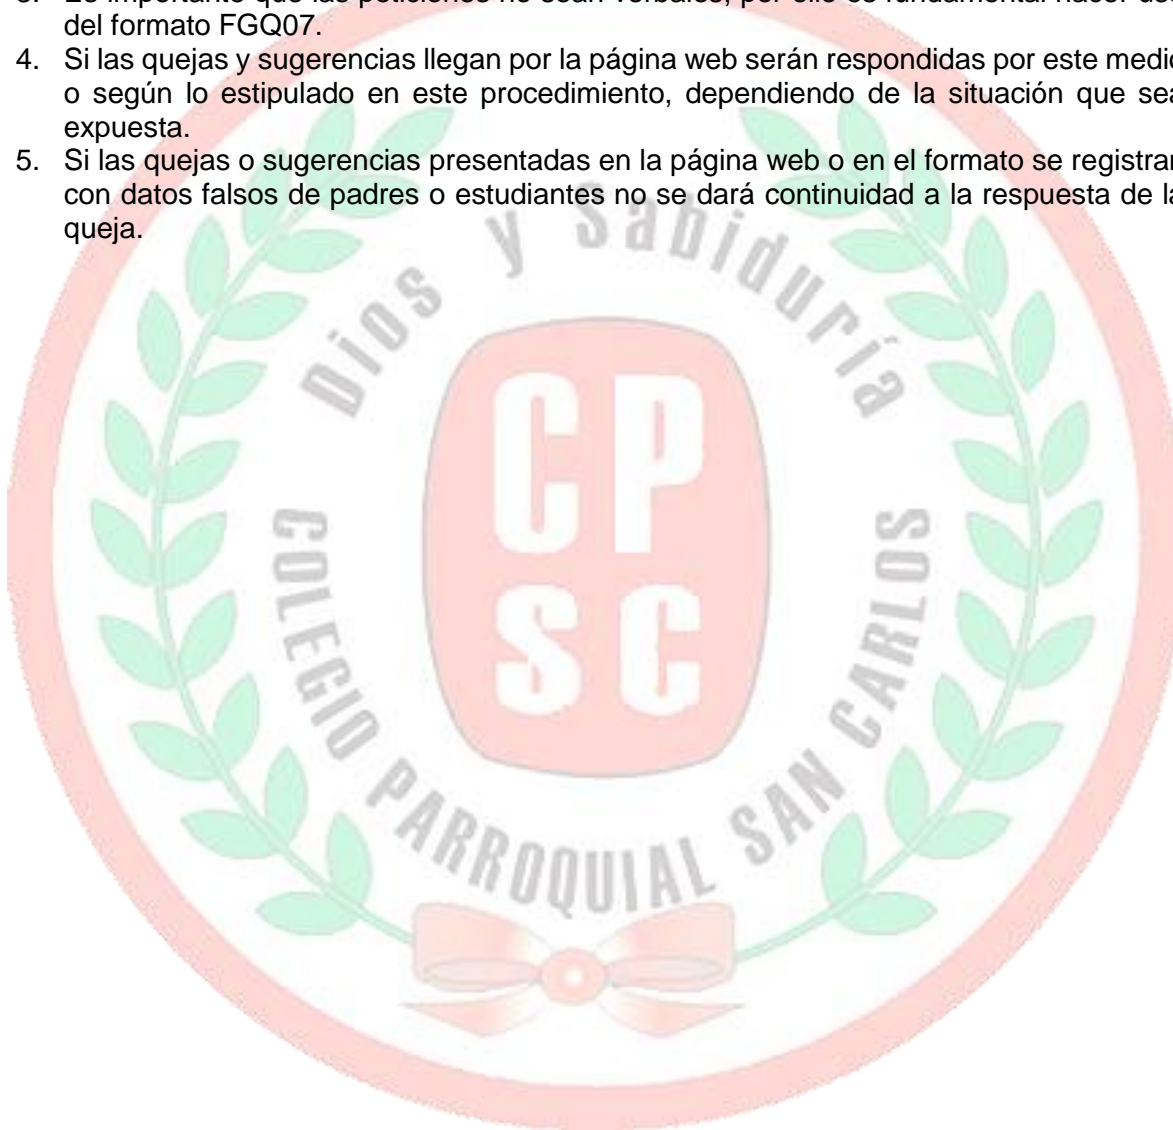 del formato FGQ07.
4. Si las quejas y sugerencias llegan por la página web serán respondidas por este medio
o según lo estipulado en este procedimiento, dependiendo de la situación que sea
expuesta.
5. Si las quejas o sugerencias presentadas en la página web o en el formato se registran
con datos falsos de padres o estudiantes no se dará continuidad a la respuesta de la
queja.
Dios y Sabiduría
CP
SC
COLEGIO PARROQUIAL SAN CARLOS